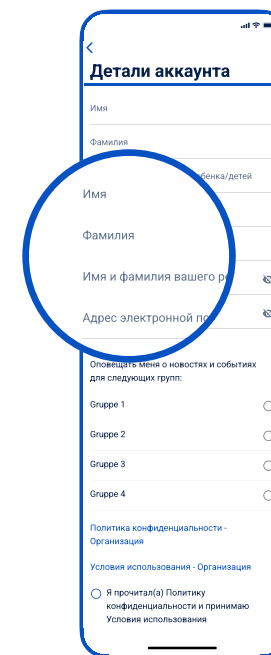 Детали аккаунта
Имя
Фамилия
бенка/детей
Имя
Фамилия
Имя и фамилия вашего р
Адрес электронной по
Оповещать меня о новостях и событиях
для следующих групп:
Gruppe 1
Gruppe 2
Gruppe 3
Gruppe 4
Политика конфиденциальности -
Организация
Условия использования - Организация
Я прочитал(а) Политику
конфиденциальности и принимаю
Условия использования